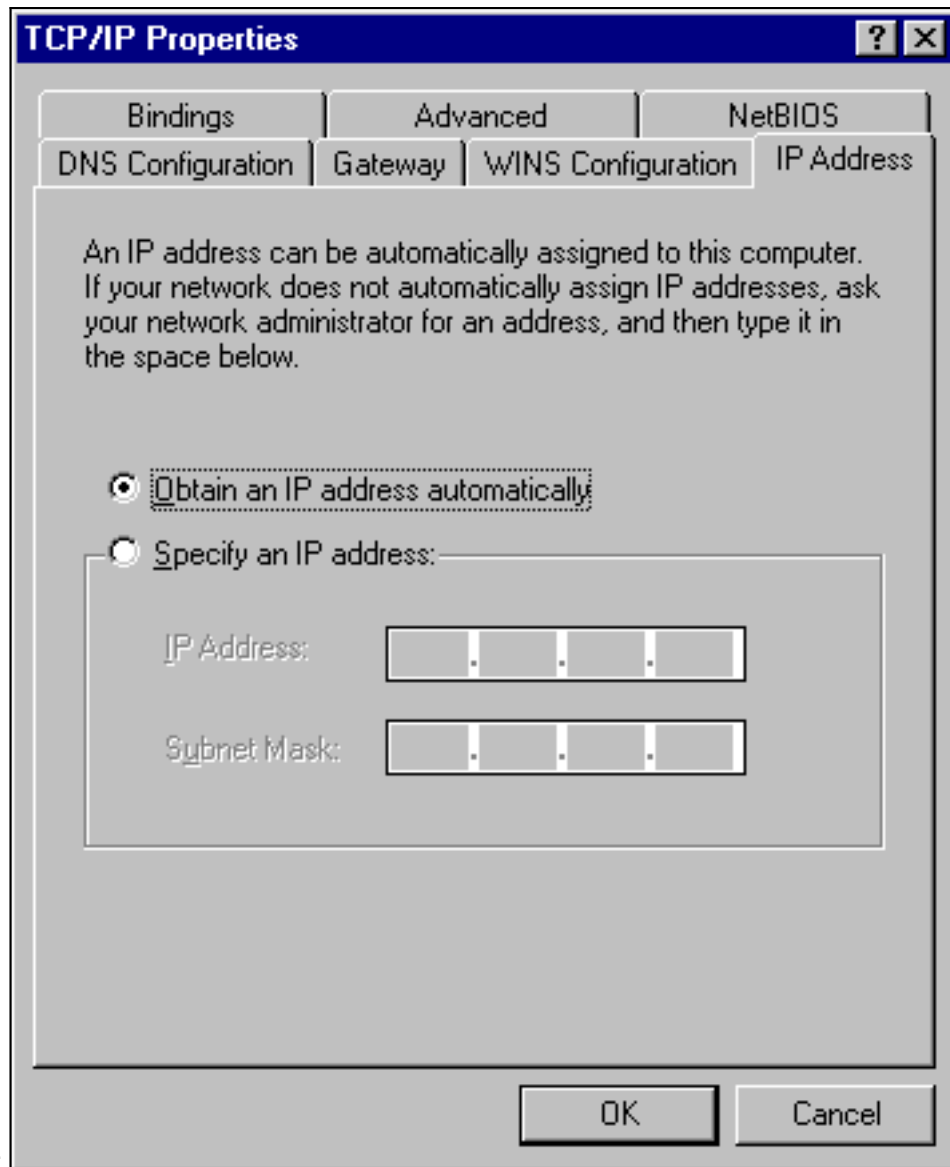 TCP/IP Properties
Bindings
Advanced
NetBIOS
DNS Configuration
Gateway
WINS Configuration
IP Address
An IP address can be automatically assigned to this computer.
If your network does not automatically assign IP addresses, ask
your network administrator for an address, and then type it in
the space below.
Obtain an IP address automatically
Specify an IP address:
IP Address:
Subnet Mask:
OK
Cancel